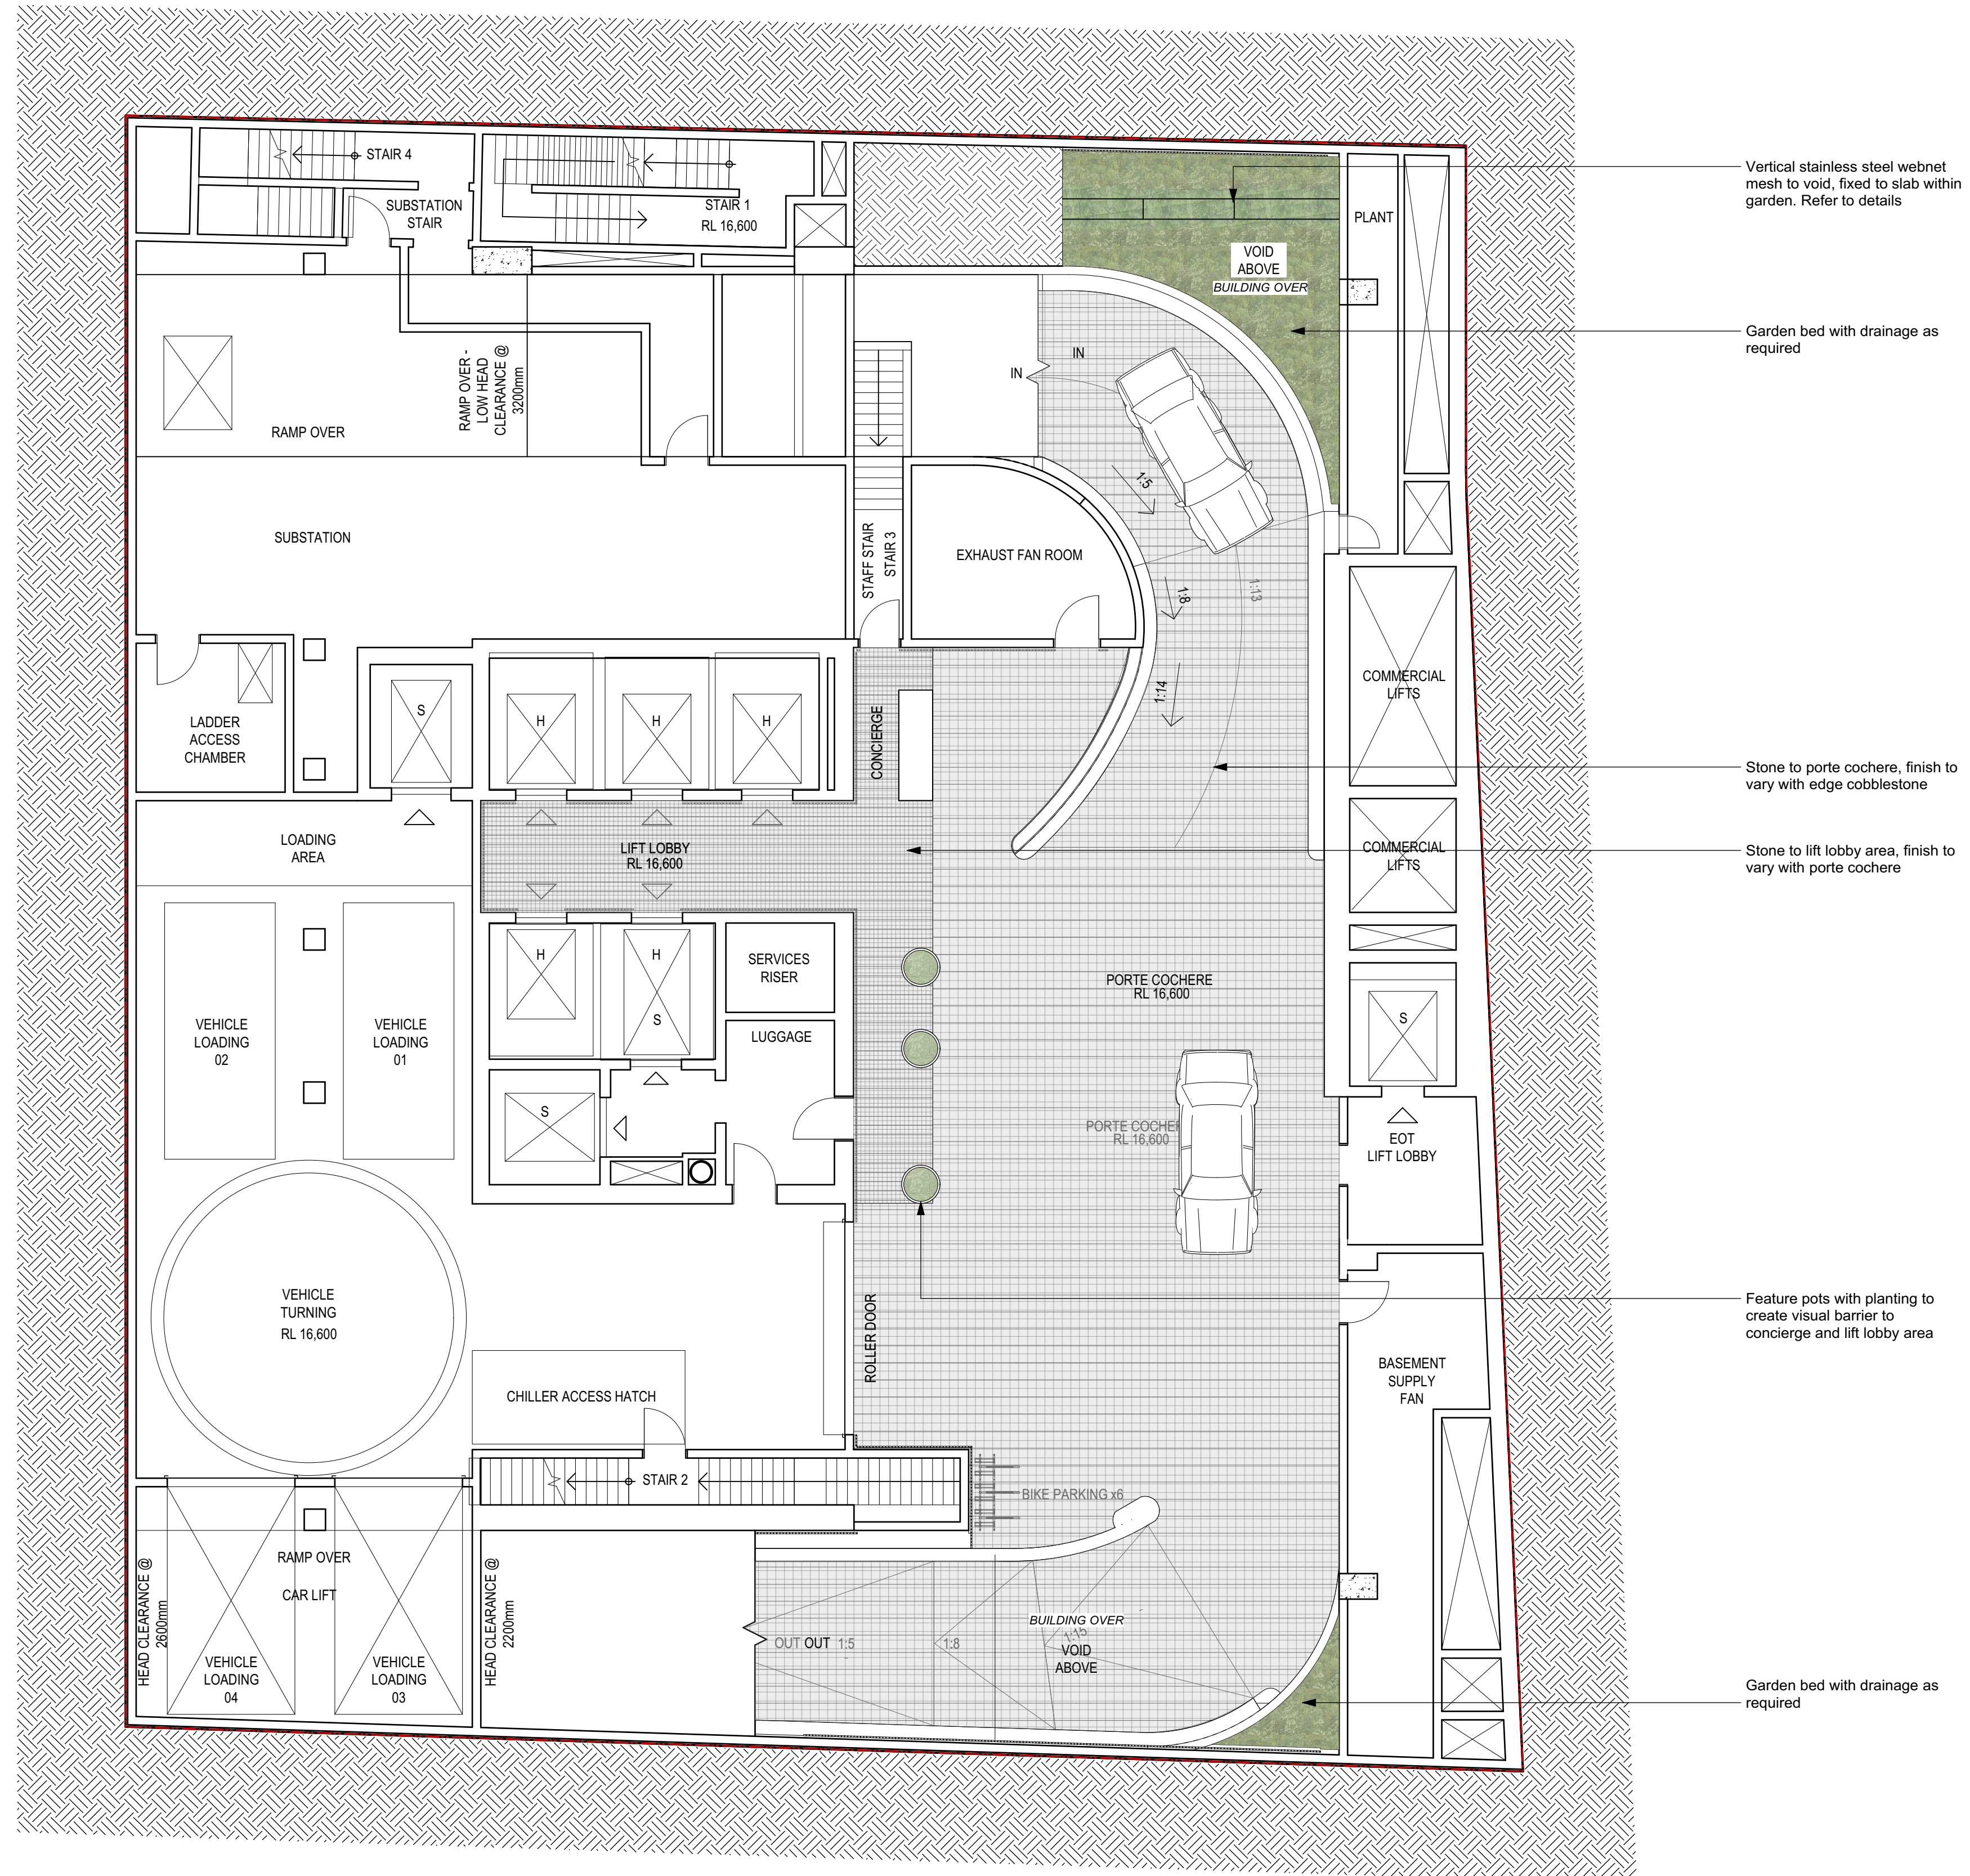 STAIR 4
SUBSTATION
STAIR
STAIR 1
RL 16,600
PLANT
VOID
ABOVE
BUILDING OVER
Vertical stainless steel webnet
mesh to void, fixed to slab within
garden. Refer to details
Garden bed with drainage as
required
RAMP OVER -
LOW HEAD
CLEARANCE @
3200mm
RAMP OVER
IN
IN
1:5
SUBSTATION
STAFF STAIR
STAIR 3
EXHAUST FAN ROOM
1:8
1:13
1:14
COMMERCIAL
LIFTS
LADDER
ACCESS
CHAMBER
S
H
H
H
CONCIERGE
Stone to porte cochere, finish to
vary with edge cobblestone
LOADING
AREA
LIFT LOBBY
RL 16,600
COMMERCIAL
LIFTS
Stone to lift lobby area, finish to
vary with porte cochere
H
H
S
SERVICES
RISER
PORTE COCHERE
RL 16,600
VEHICLE
LOADING
02
VEHICLE
LOADING
01
LUGGAGE
S
S
PORTE COCHE
RL 16,600
EOT
LIFT LOBBY
VEHICLE
TURNING
RL 16,600
ROLLER DOOR
Feature pots with planting to
create visual barrier to
concierge and lift lobby area
BASEMENT
SUPPLY
FAN
CHILLER ACCESS HATCH
STAIR 2
BIKE PARKING x6
HEAD CLEARANCE @
2600mm
RAMP OVER
CAR LIFT
HEAD CLEARANCE @
2200mm
VEHICLE
LOADING
04
VEHICLE
LOADING
03
OUT OUT 1:5
1:8
BUILDING OVER
1:15
VOID
ABOVE
Garden bed with drainage as
required